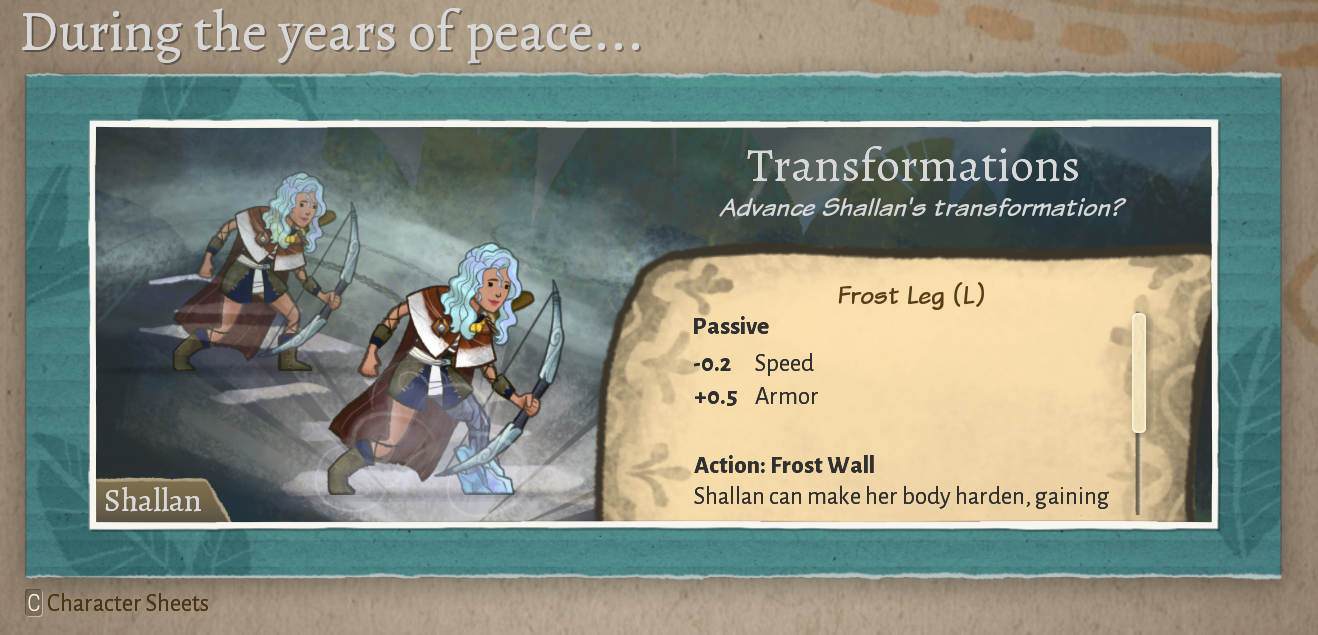 During the years of peace...
Transformations
Advance Shallan's transformation?
Frost Leg (L)
Passive
-0.2 Speed
+0.5 Armor
Action: Frost Wall
Shallan can make her body harden, gaining
Shallan
C Character Sheets